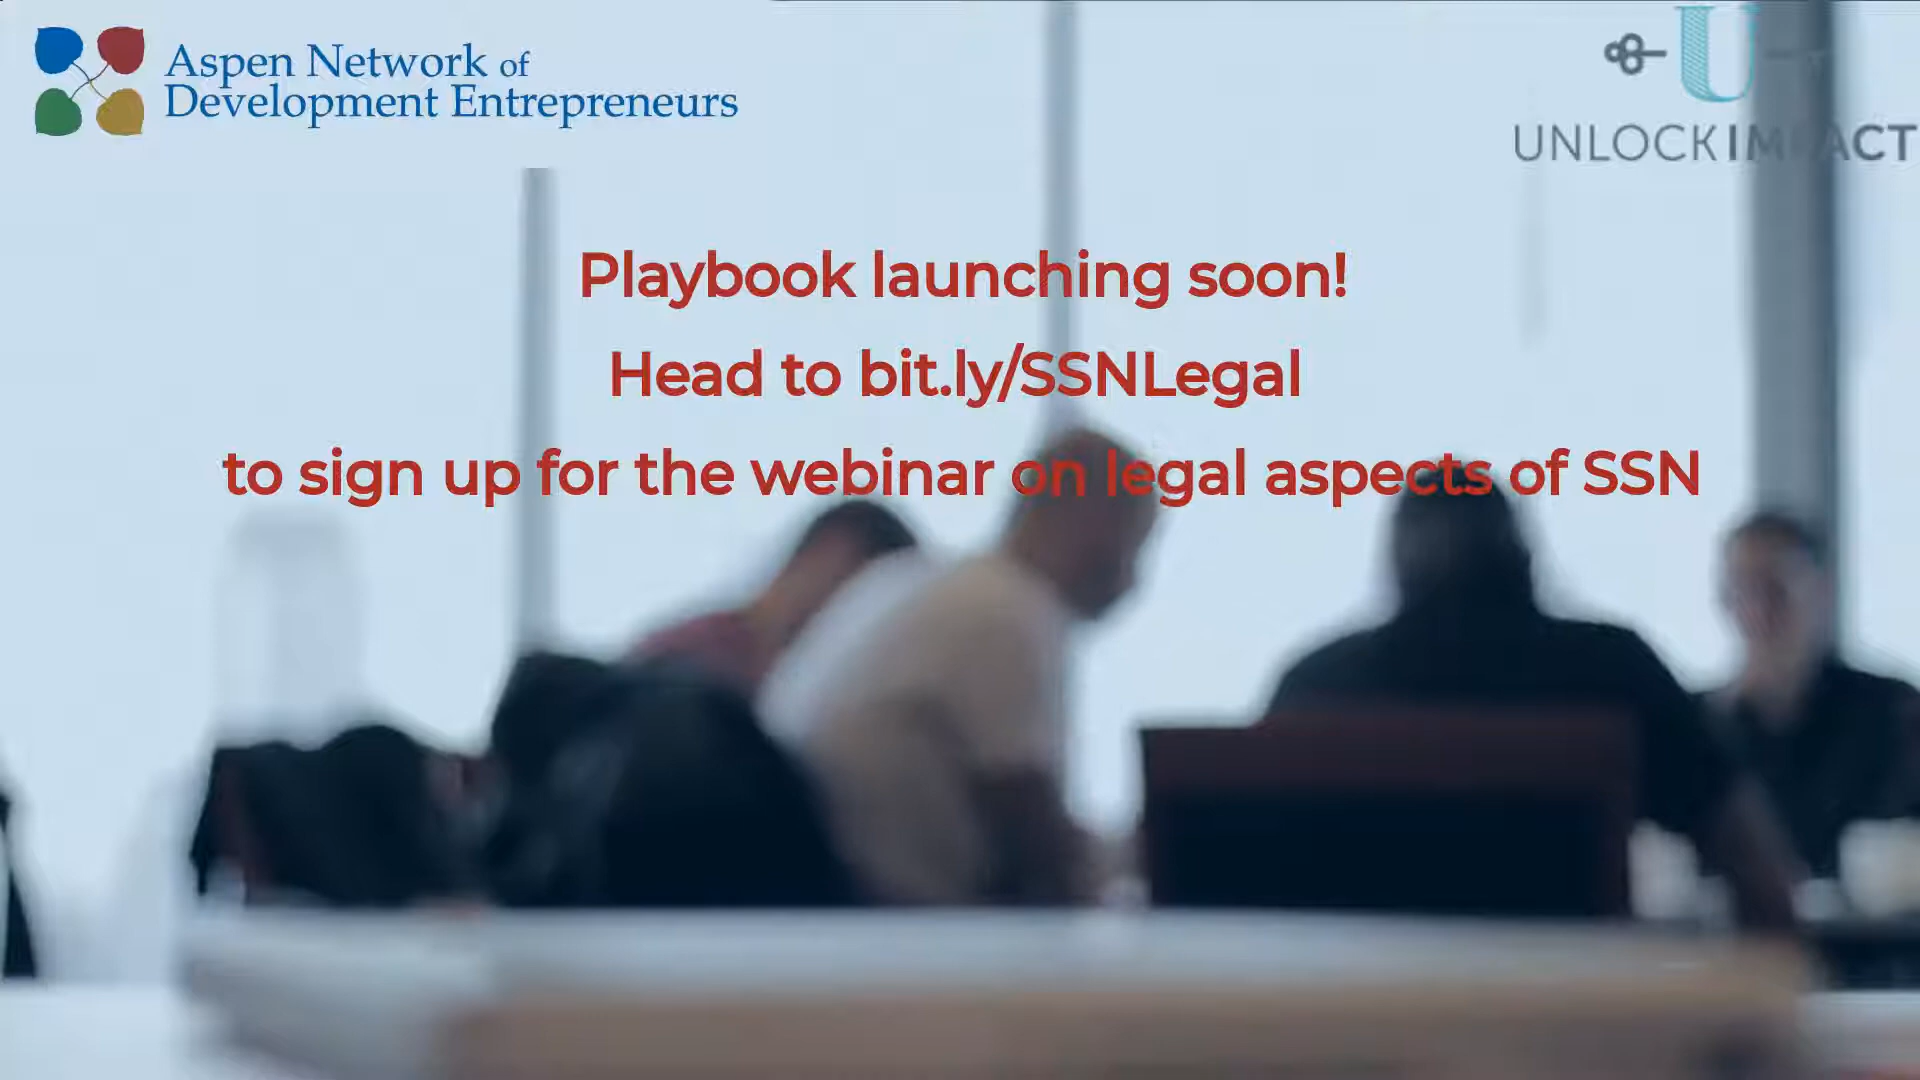 Aspen Network of
Development Entrepreneurs
U
UNLOCKIMPACT
Playbook launching soon!
Head to bit.ly/SSNLegal
to sign up for the webinar on legal aspects of SSN